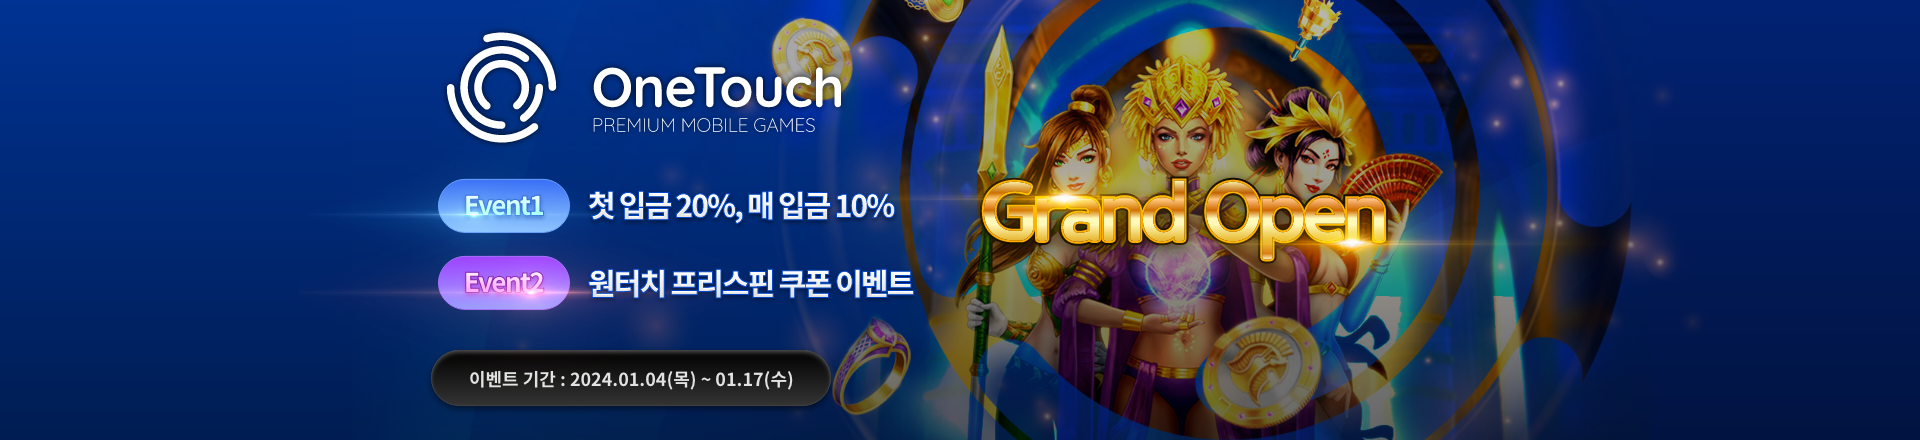 OneTouch
PREMIUM MOBILE GAMES
Event1 첫 입금 20%, 매 입금 10%
Event2 원터치 프리스핀 쿠폰 이벤트
이벤트 기간 : 2024.01.04(목) ~ 01.17(수)
Grand Open